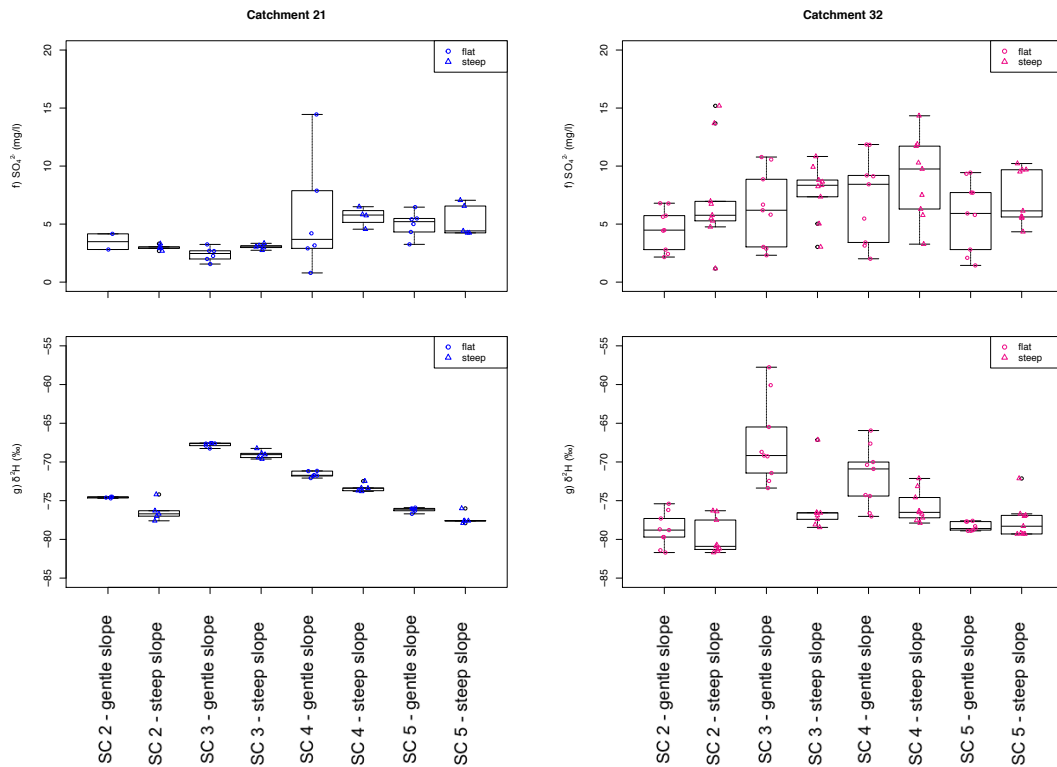 Catchment 21
Catchment 32
f) SO₄²⁻ (mg/l)
20
15
10
5
0
flat
steep
f) SO₄²⁻ (mg/l)
20
15
10
5
0
flat
steep
g) δ²H (‰)
−55
−60
−65
−70
−75
−80
−85
flat
steep
g) δ²H (‰)
−55
−60
−65
−70
−75
−80
−85
flat
steep
SC 2 - gentle slope
SC 2 - steep slope
SC 3 - gentle slope
SC 3 - steep slope
SC 4 - gentle slope
SC 4 - steep slope
SC 5 - gentle slope
SC 5 - steep slope
SC 2 - gentle slope
SC 2 - steep slope
SC 3 - gentle slope
SC 3 - steep slope
SC 4 - gentle slope
SC 4 - steep slope
SC 5 - gentle slope
SC 5 - steep slope